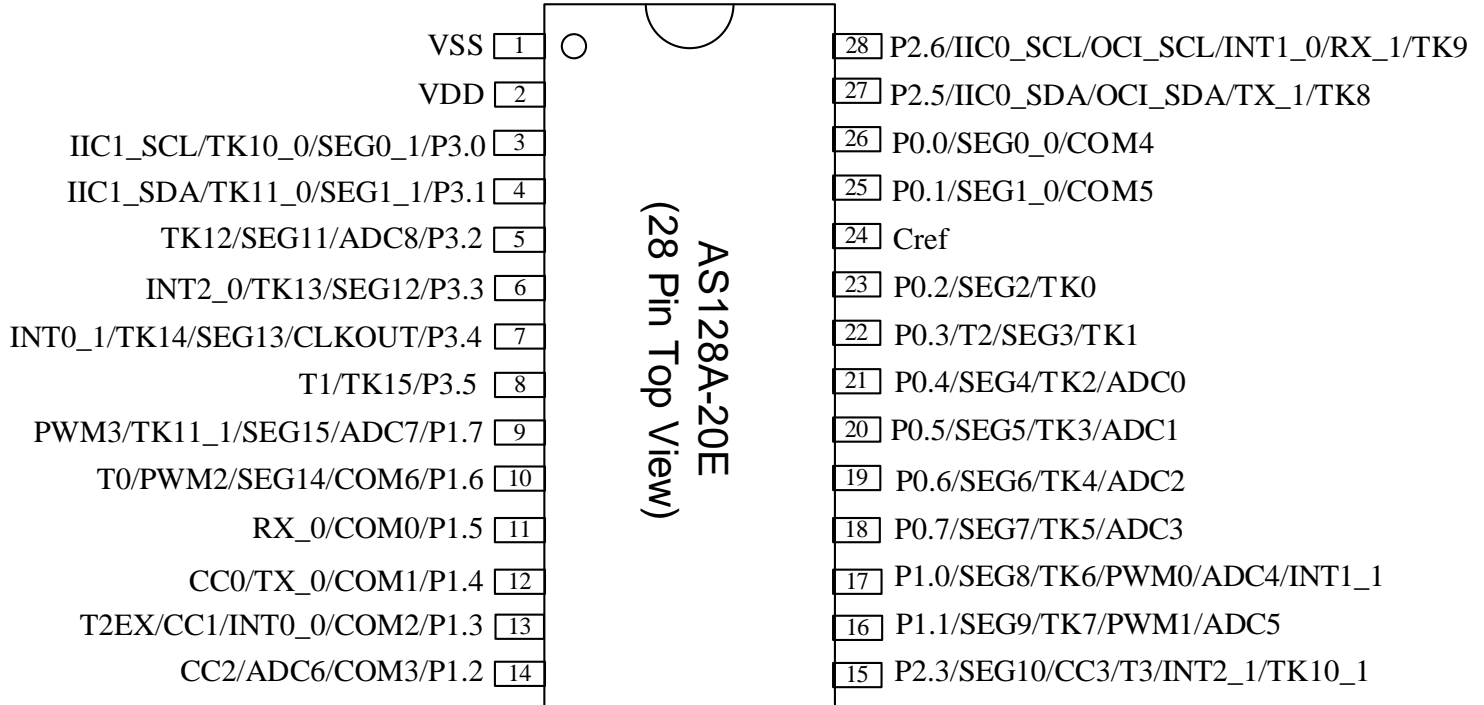 VSS 1
VDD 2
IIC1_SCL/TK10_0/SEG0_1/P3.0 3
IIC1_SDA/TK11_0/SEG1_1/P3.1 4
TK12/SEG11/ADC8/P3.2 5
INT2_0/TK13/SEG12/P3.3 6
INT0_1/TK14/SEG13/CLKOUT/P3.4 7
T1/TK15/P3.5 8
PWM3/TK11_1/SEG15/ADC7/P1.7 9
T0/PWM2/SEG14/COM6/P1.6 10
RX_0/COM0/P1.5 11
CC0/TX_0/COM1/P1.4 12
T2EX/CC1/INT0_0/COM2/P1.3 13
CC2/ADC6/COM3/P1.2 14
AS128A-20E
(28 Pin Top View)
28 P2.6/IIC0_SCL/OCI_SCL/INT1_0/RX_1/TK9
27 P2.5/IIC0_SDA/OCI_SDA/TX_1/TK8
26 P0.0/SEG0_0/COM4
25 P0.1/SEG1_0/COM5
24 Cref
23 P0.2/SEG2/TK0
22 P0.3/T2/SEG3/TK1
21 P0.4/SEG4/TK2/ADC0
20 P0.5/SEG5/TK3/ADC1
19 P0.6/SEG6/TK4/ADC2
18 P0.7/SEG7/TK5/ADC3
17 P1.0/SEG8/TK6/PWM0/ADC4/INT1_1
16 P1.1/SEG9/TK7/PWM1/ADC5
15 P2.3/SEG10/CC3/T3/INT2_1/TK10_1